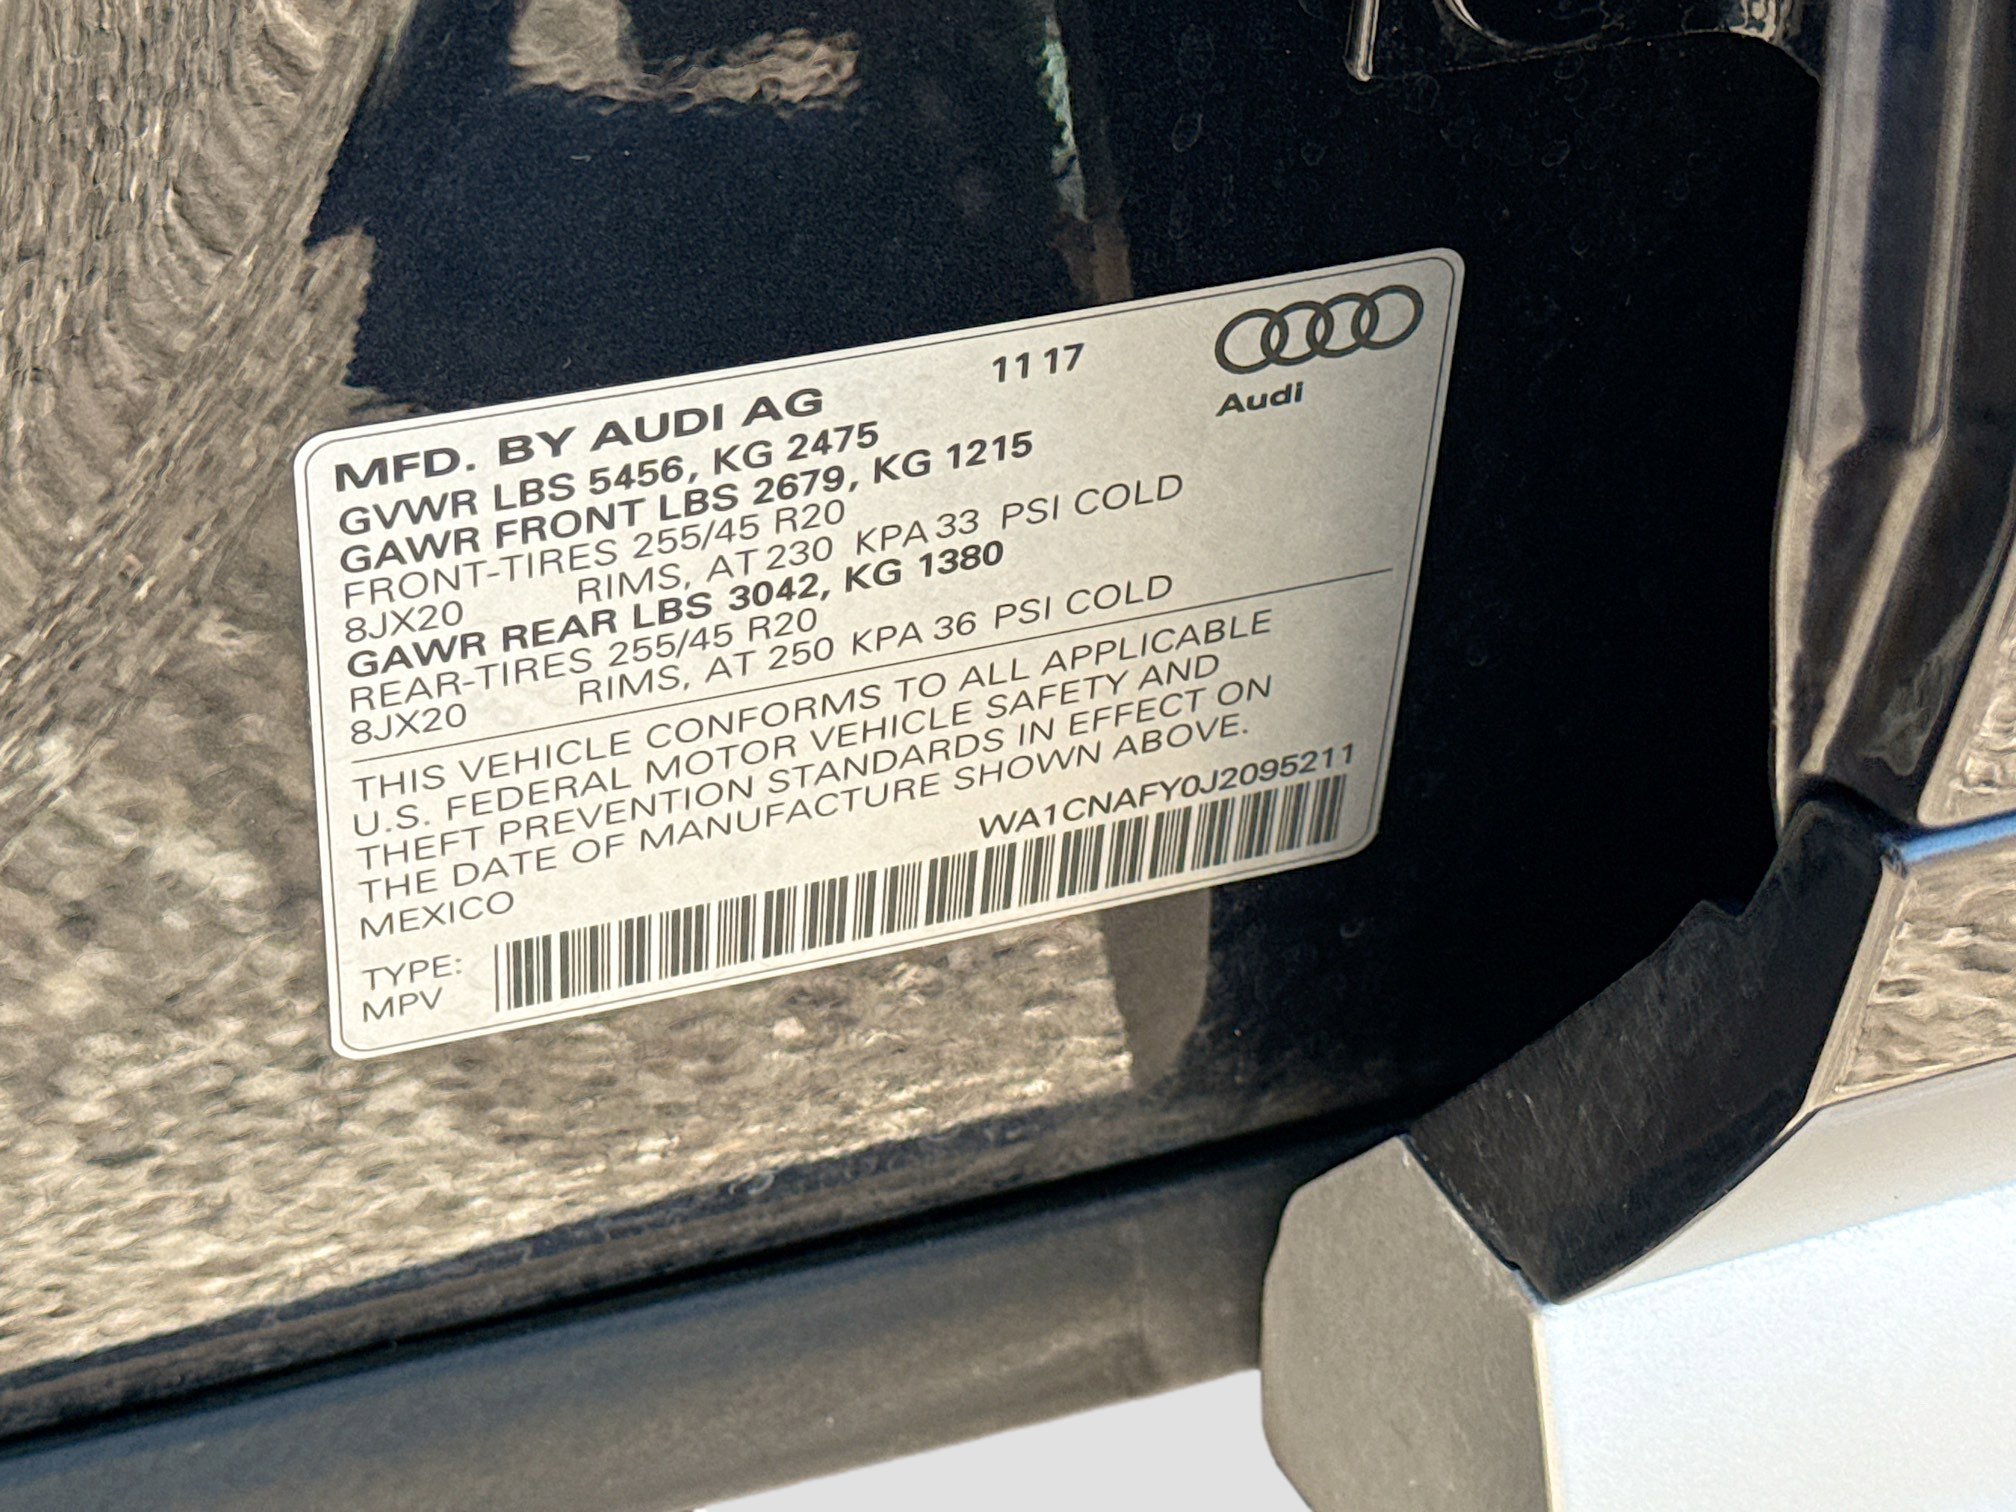 11 17
Audi
MFD. BY AUDI AG
GVWR LBS 5456, KG 2475
GAWR FRONT LBS 2679, KG 1215
FRONT-TIRES 255/45 R20
8JX20 RIMS, AT 230 KPA 33 PSI COLD
GAWR REAR LBS 3042, KG 1380
REAR-TIRES 255/45 R20
8JX20 RIMS, AT 250 KPA 36 PSI COLD
THIS VEHICLE CONFORMS TO ALL APPLICABLE
U.S. FEDERAL MOTOR VEHICLE SAFETY AND
THEFT PREVENTION STANDARDS IN EFFECT ON
THE DATE OF MANUFACTURE SHOWN ABOVE.
MEXICO
WA1CNAFY0J2095211
TYPE:
MPV